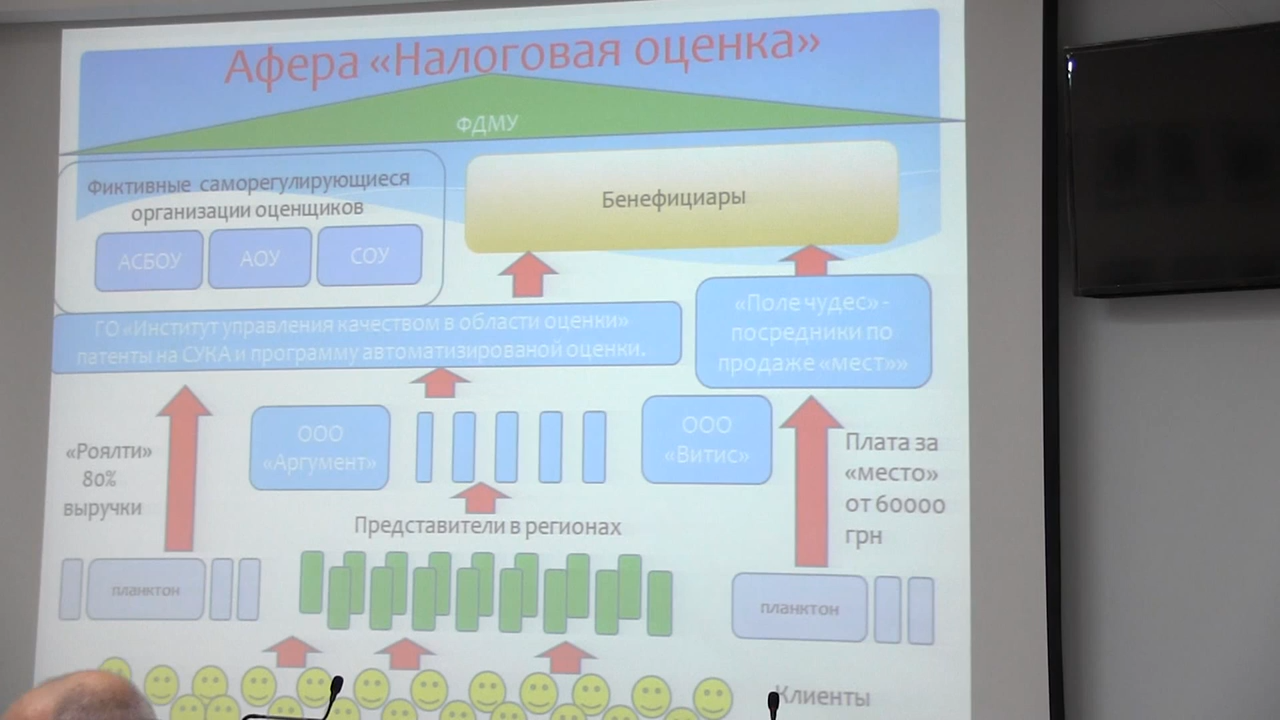 Афера «Налоговая оценка»
ФДМУ
Фиктивные саморегулирующиеся
организации оценщиков
АСБОУ
АОУ
СОУ
Бенефициары
ГО «Институт управления качеством в области оценки»
патенты на СУКА и программу автоматизированой оценки.
«Поле чудес» -
посредники по
продаже «мест»»
«Роялти»
80%
выручки
ООО
«Аргумент»
ООО
«Витис»
Плата за
«место»
от 60000
грн
Представители в регионах
планктон
планктон
Клиенты